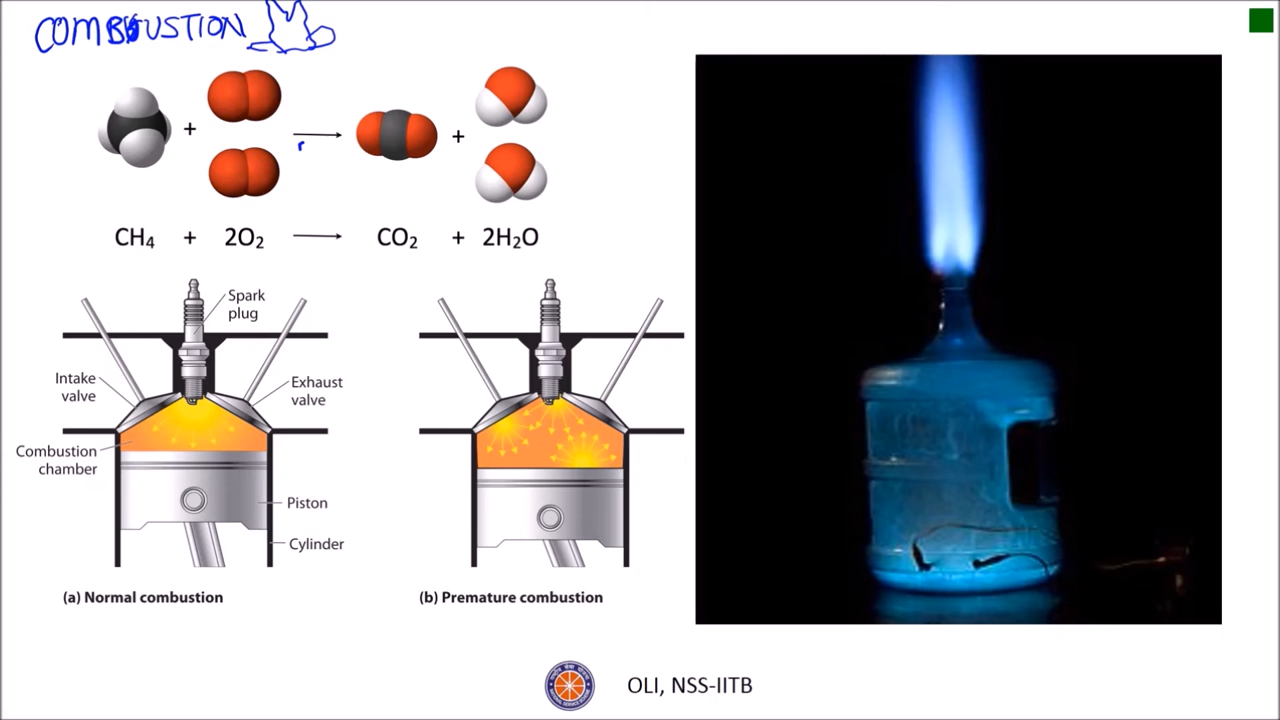 COMBUSTION
CH₄ + 2O₂ → CO₂ + 2H₂O
Spark
plug
Intake
valve
Exhaust
valve
Combustion
chamber
Piston
Cylinder
(a) Normal combustion
(b) Premature combustion
OLI, NSS-IITB